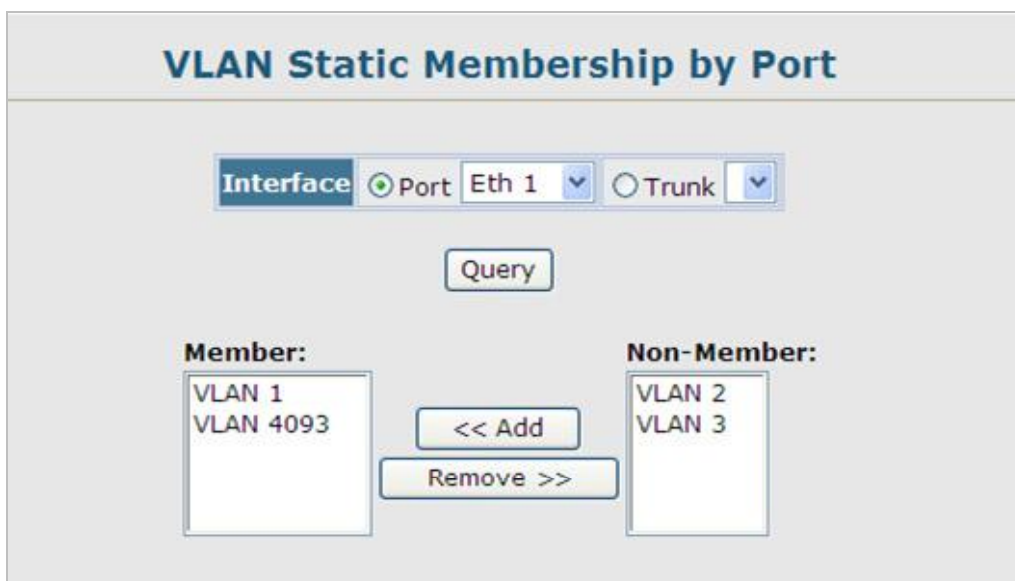 VLAN Static Membership by Port
Interface Port Eth 1 Trunk
Query
Member: Non-Member:
VLAN 1
VLAN 4093
<< Add
Remove >>
VLAN 2
VLAN 3